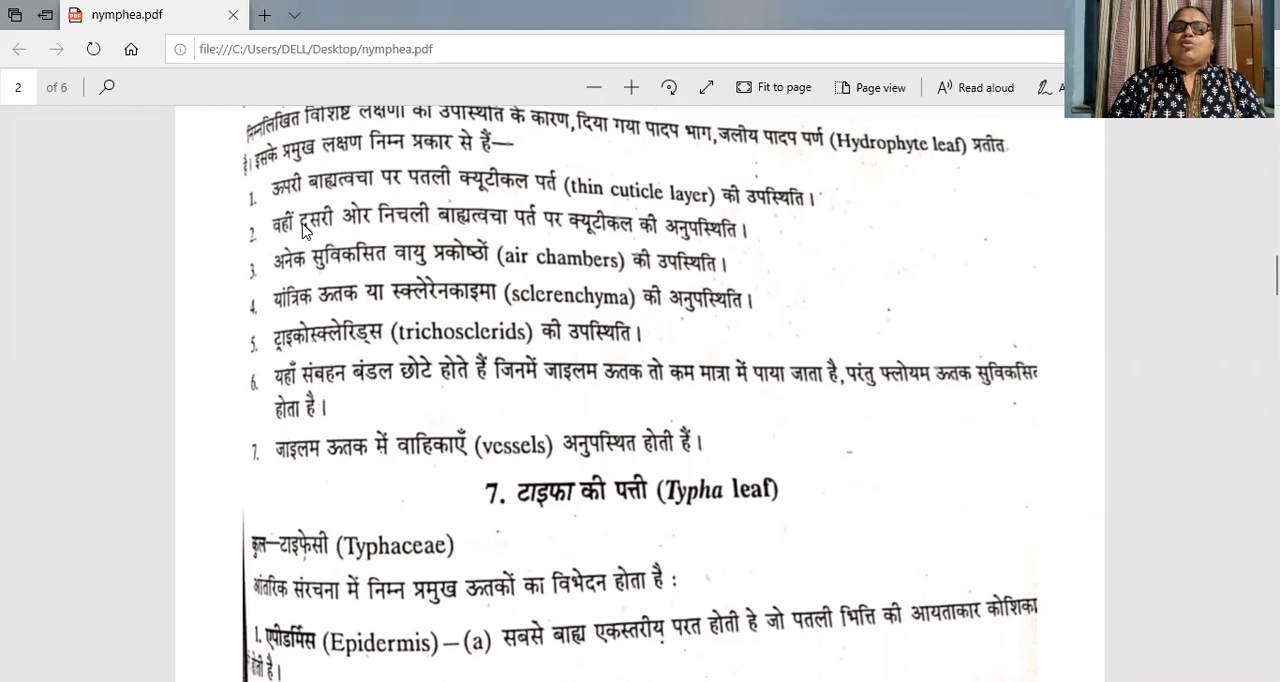 nymphea.pdf
file:///C:/Users/DELL/Desktop/nymphea.pdf
2 of 6
Fit to page
Page view
Read aloud
निम्नलिखित विशिष्ट लक्षणों की उपस्थिति के कारण, दिया गया पादप भाग, जलीय पादप पर्ण (Hydrophyte leaf) प्रतीत
है। इसके प्रमुख लक्षण निम्न प्रकार से हैं—
1. ऊपरी बाह्यत्वचा पर पतली क्यूटीकल पर्त (thin cuticle layer) की उपस्थिति।
2. वहीं दूसरी ओर निचली बाह्यत्वचा पर्त पर क्यूटीकल की अनुपस्थिति।
3. अनेक सुविकसित वायु प्रकोष्ठों (air chambers) की उपस्थिति।
4. यांत्रिक ऊतक या स्क्लेरेनकाइमा (sclerenchyma) की अनुपस्थिति।
5. ट्राइकोस्क्लेरिड्स (trichosclerids) की उपस्थिति।
6. यहाँ संबहन बंडल छोटे होते हैं जिनमें जाइलम ऊतक तो कम मात्रा में पाया जाता है, परंतु फ्लोयम ऊतक सुविकसित
होता है।
7. जाइलम ऊतक में वाहिकाएँ (vessels) अनुपस्थित होती हैं।
7. टाइफा की पत्ती (Typha leaf)
कुल—टाइफेसी (Typhaceae)
आंतरिक संरचना में निम्न प्रमुख ऊतकों का विभेदन होता है :
1. एपीडर्मिस (Epidermis) – (a) सबसे बाह्य एकस्तरीय परत होती हे जो पतली भित्ति की आयताकार कोशिका
होती है।